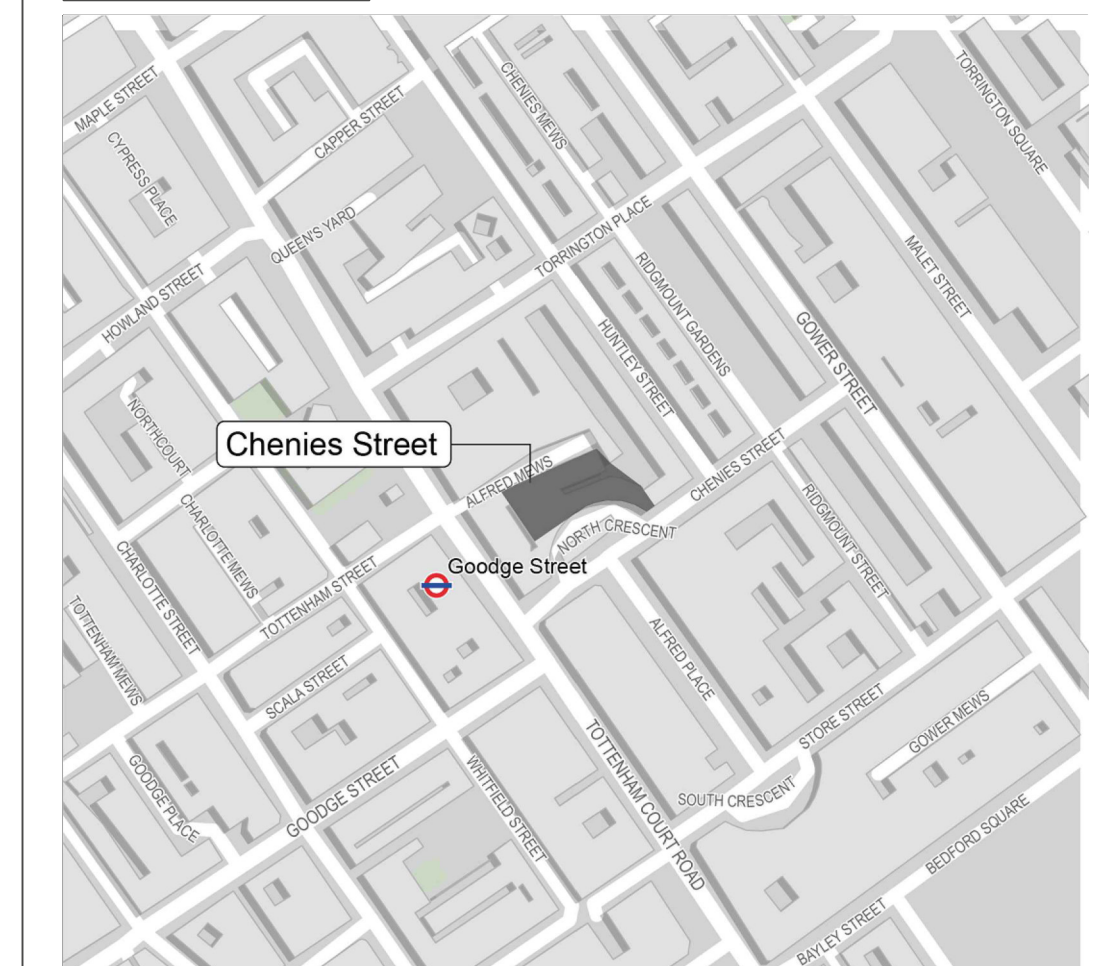 MAPLE STREET
CYPRESS PLACE
CAPPER STREET
CHENIES MEWS
TORRINGTON SQUARE
QUEEN'S YARD
TORRINGTON PLACE
HOWLAND STREET
RIDGMOUNT GARDENS
MALET STREET
HUNTLEY STREET
GOWER STREET
NORTHCOURT
Chenies Street
ALFRED MEWS
CHENIES STREET
CHARLOTTE MEWS
NORTH CRESCENT
RIDGMOUNT STREET
CHARLOTTE STREET
Goodge Street
TOTTENHAM STREET
TOTTENHAM MEWS
ALFRED PLACE
SCALA STREET
STORE STREET
GOWER MEWS
GOODGE PLACE
GOODGE STREET
WHITFIELD STREET
TOTTENHAM COURT ROAD
SOUTH CRESCENT
BEDFORD SQUARE
BAYLEY STREET